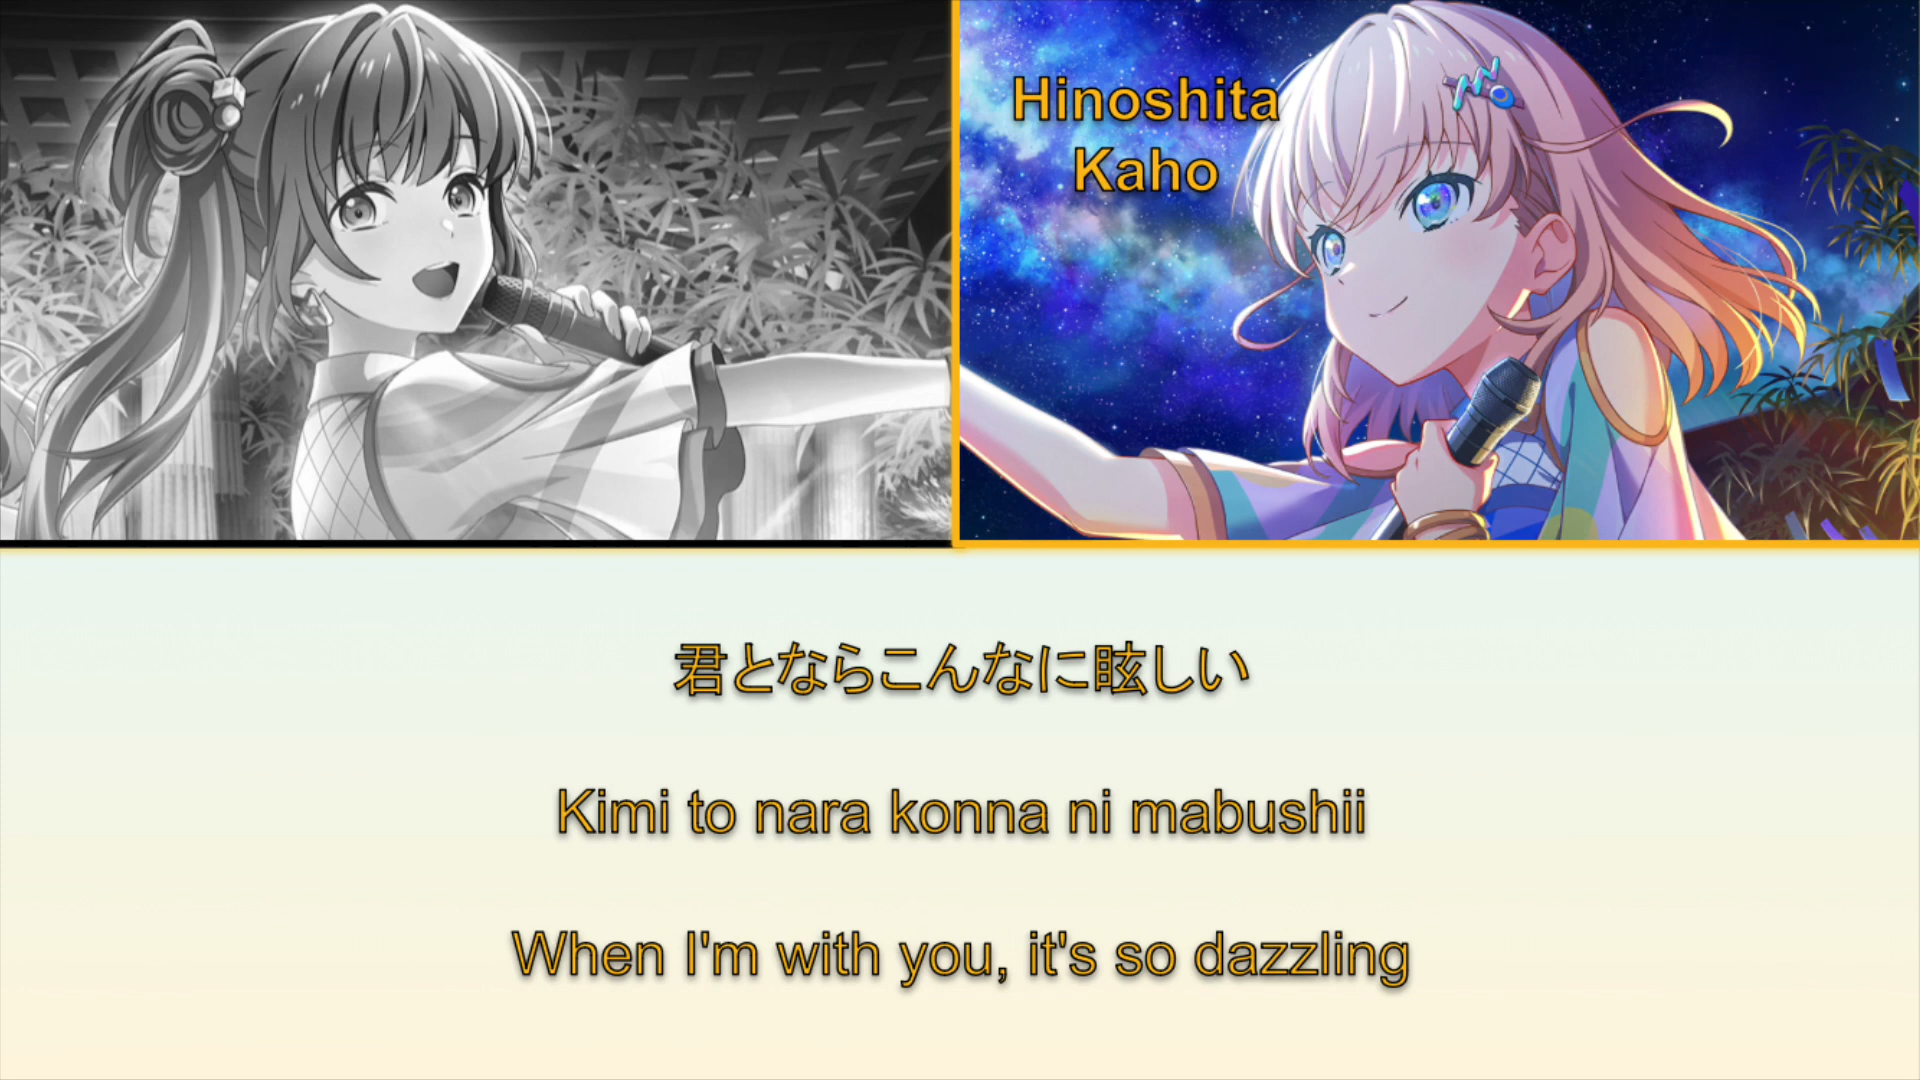 Hinoshita
Kaho
君とならこんなに眩しい
Kimi to nara konna ni mabushii
When I'm with you, it's so dazzling